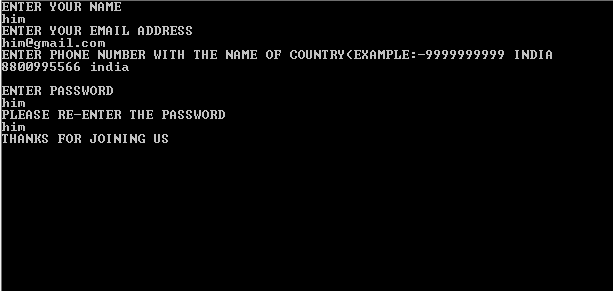 ENTER YOUR NAME
him
ENTER YOUR EMAIL ADDRESS
him@gmail.com
ENTER PHONE NUMBER WITH THE NAME OF COUNTRY<EXAMPLE:-9999999999 INDIA
8800995566 india
ENTER PASSWORD
him
PLEASE RE-ENTER THE PASSWORD
him
THANKS FOR JOINING US